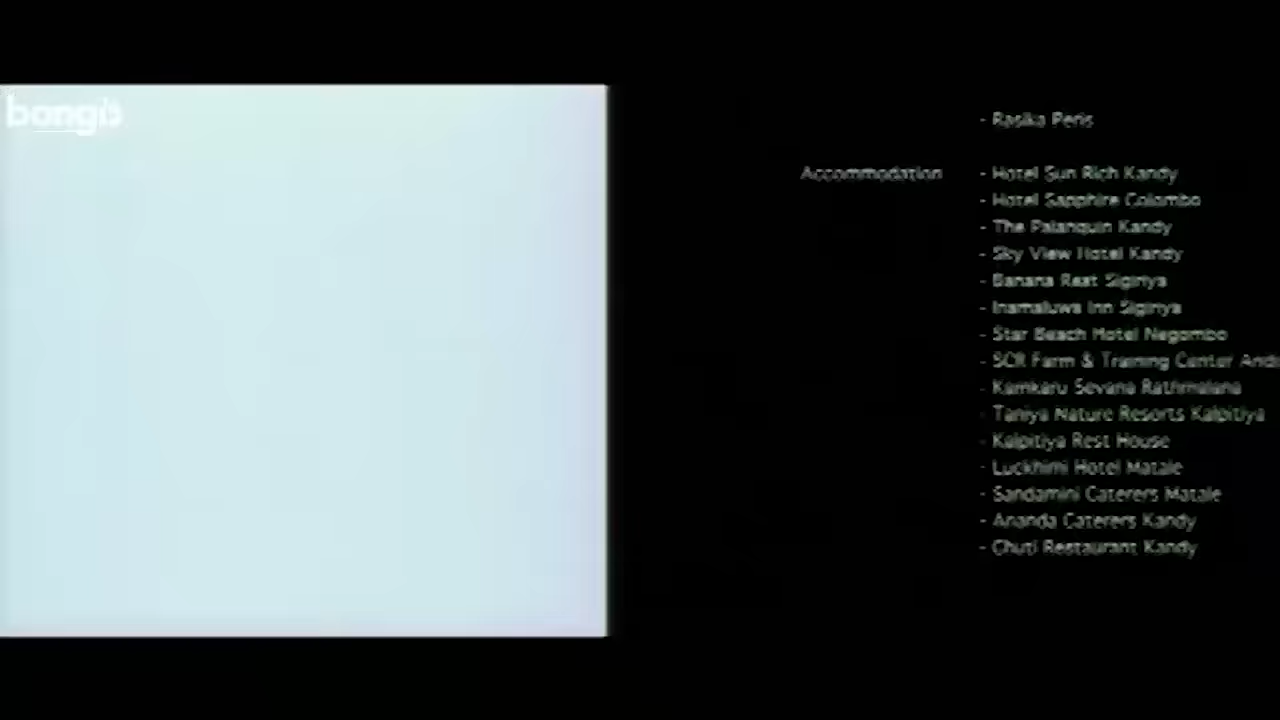 bongo
- Rasika Peris
Accommodation - Hotel Sun Rich Kandy
- Hotel Sapphire Colombo
- The Palanquin Kandy
- Sky View Hotel Kandy
- Banana Rest Sigiriya
- Inamaluwa Inn Sigiriya
- Star Beach Hotel Negombo
- SCR Farm & Training Center
- Kamkaru Sevana Rathmalana
- Taniya Nature Resorts Kalpitiya
- Kalpitiya Rest House
- Luckhimi Hotel Matale
- Sandamini Caterers Matale
- Ananda Caterers Kandy
- Chuti Restaurant Kandy